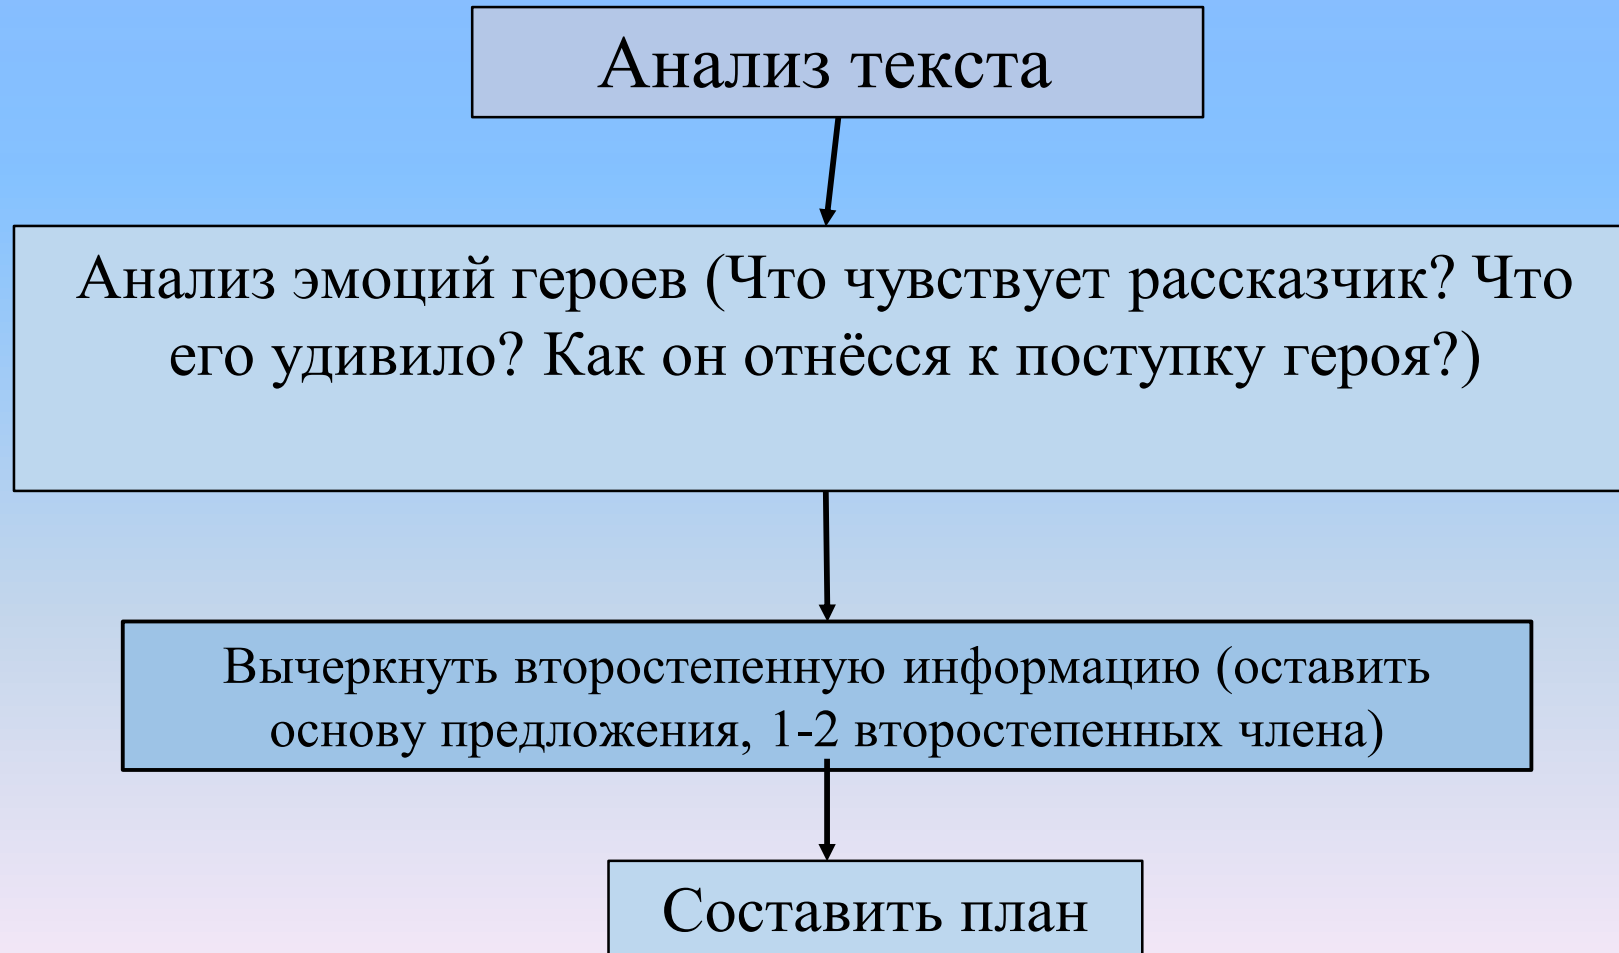 Анализ текста
Анализ эмоций героев (Что чувствует рассказчик? Что
его удивило? Как он отнёсся к поступку героя?)
Вычеркнуть второстепенную информацию (оставить
основу предложения, 1-2 второстепенных члена)
Составить план